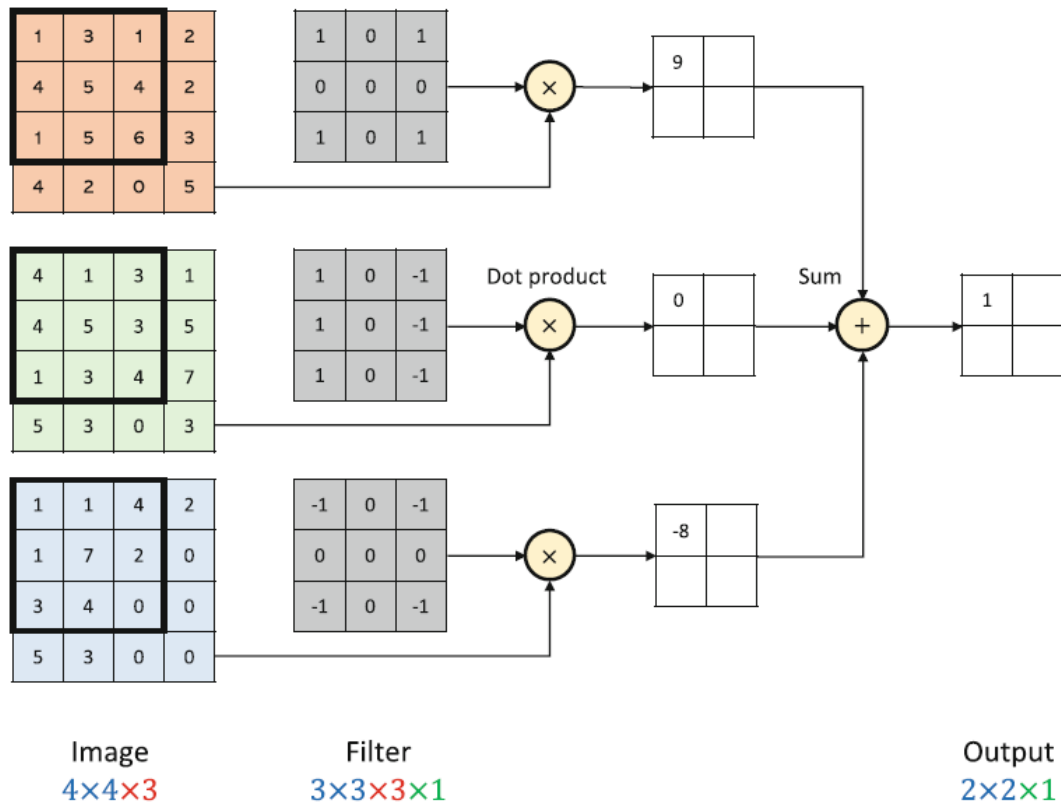 1 3 1 2
4 5 4 2
1 5 6 3
4 2 0 5
1 0 1
0 0 0
1 0 1
×
9
4 1 3 1
4 5 3 5
1 3 4 7
5 3 0 3
1 0 -1
1 0 -1
1 0 -1
Dot product
×
0
Sum
+
1
1 1 4 2
1 7 2 0
3 4 0 0
5 3 0 0
-1 0 -1
0 0 0
-1 0 -1
×
-8
Image
4×4×3
Filter
3×3×3×1
Output
2×2×1